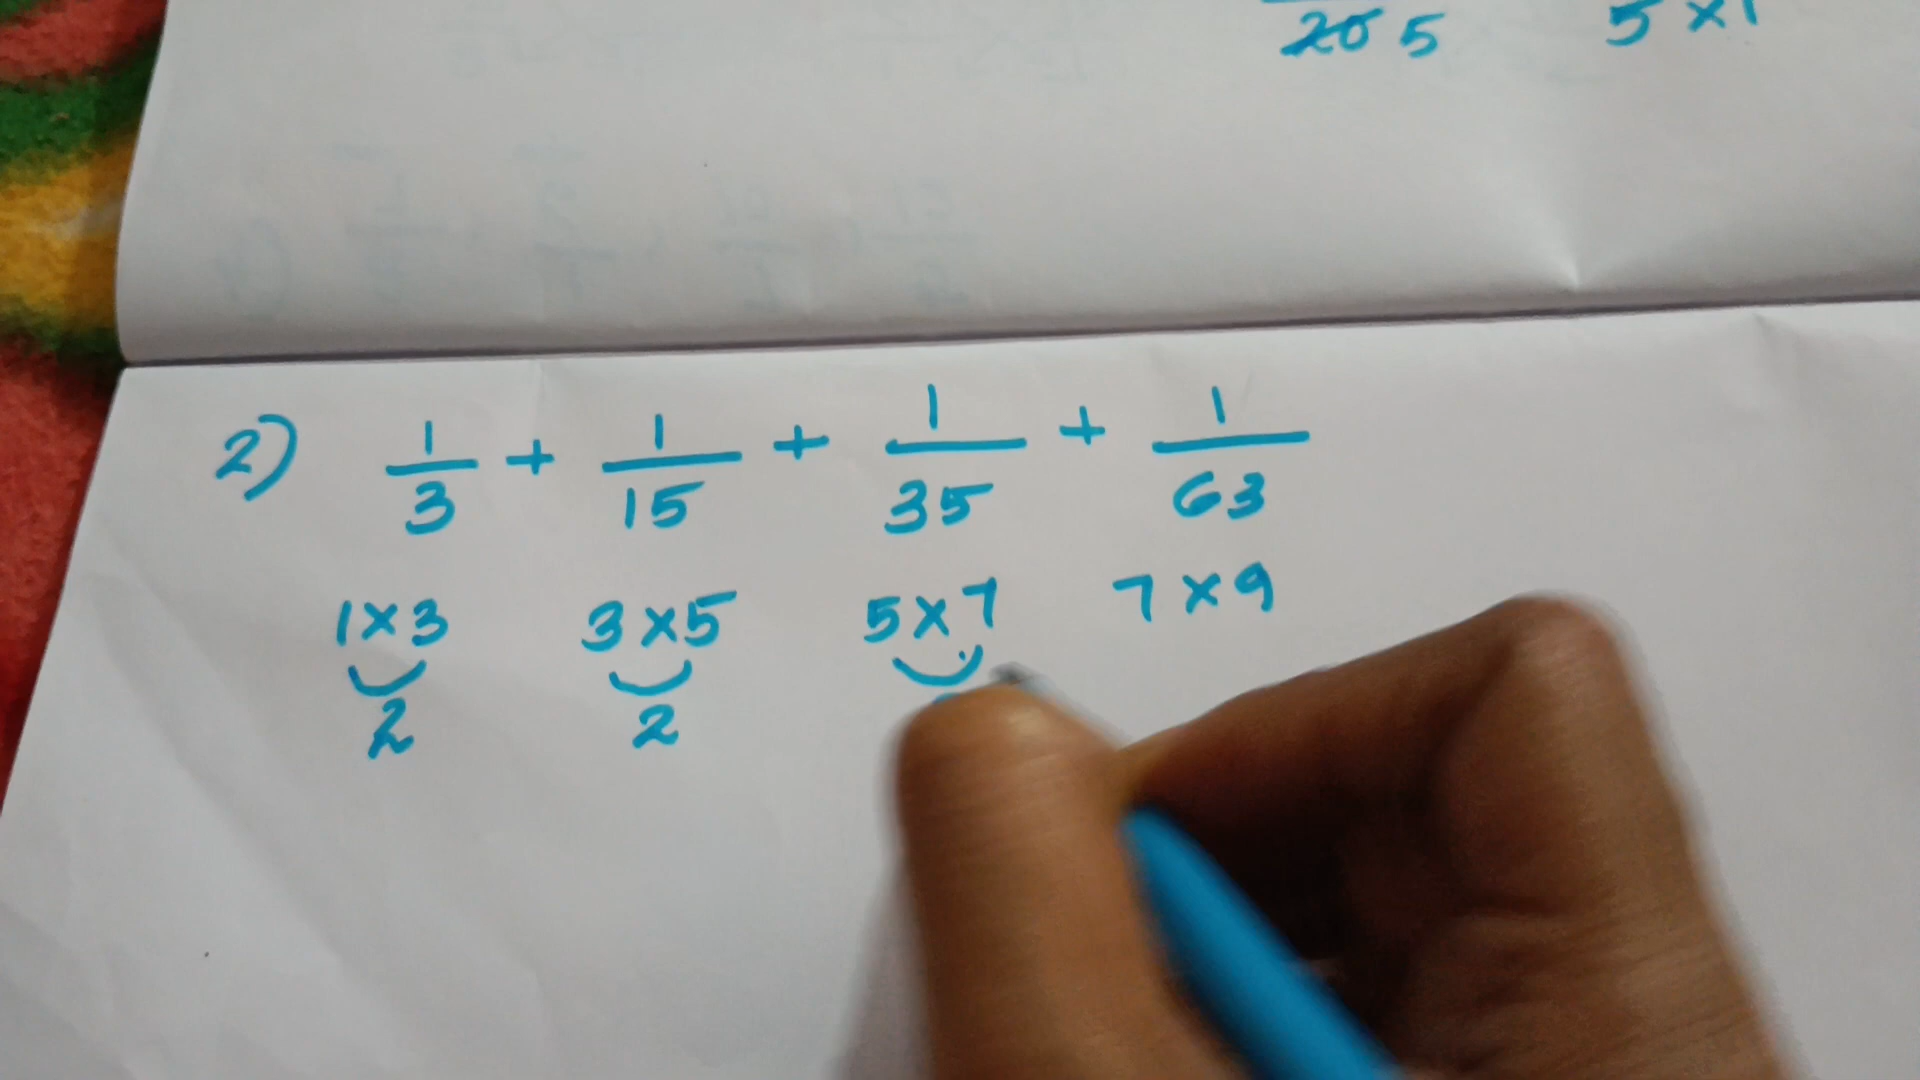 205 5 × 1
2) 1/3 + 1/15 + 1/35 + 1/63
1×3 3×5 5×7 7×9
2 2